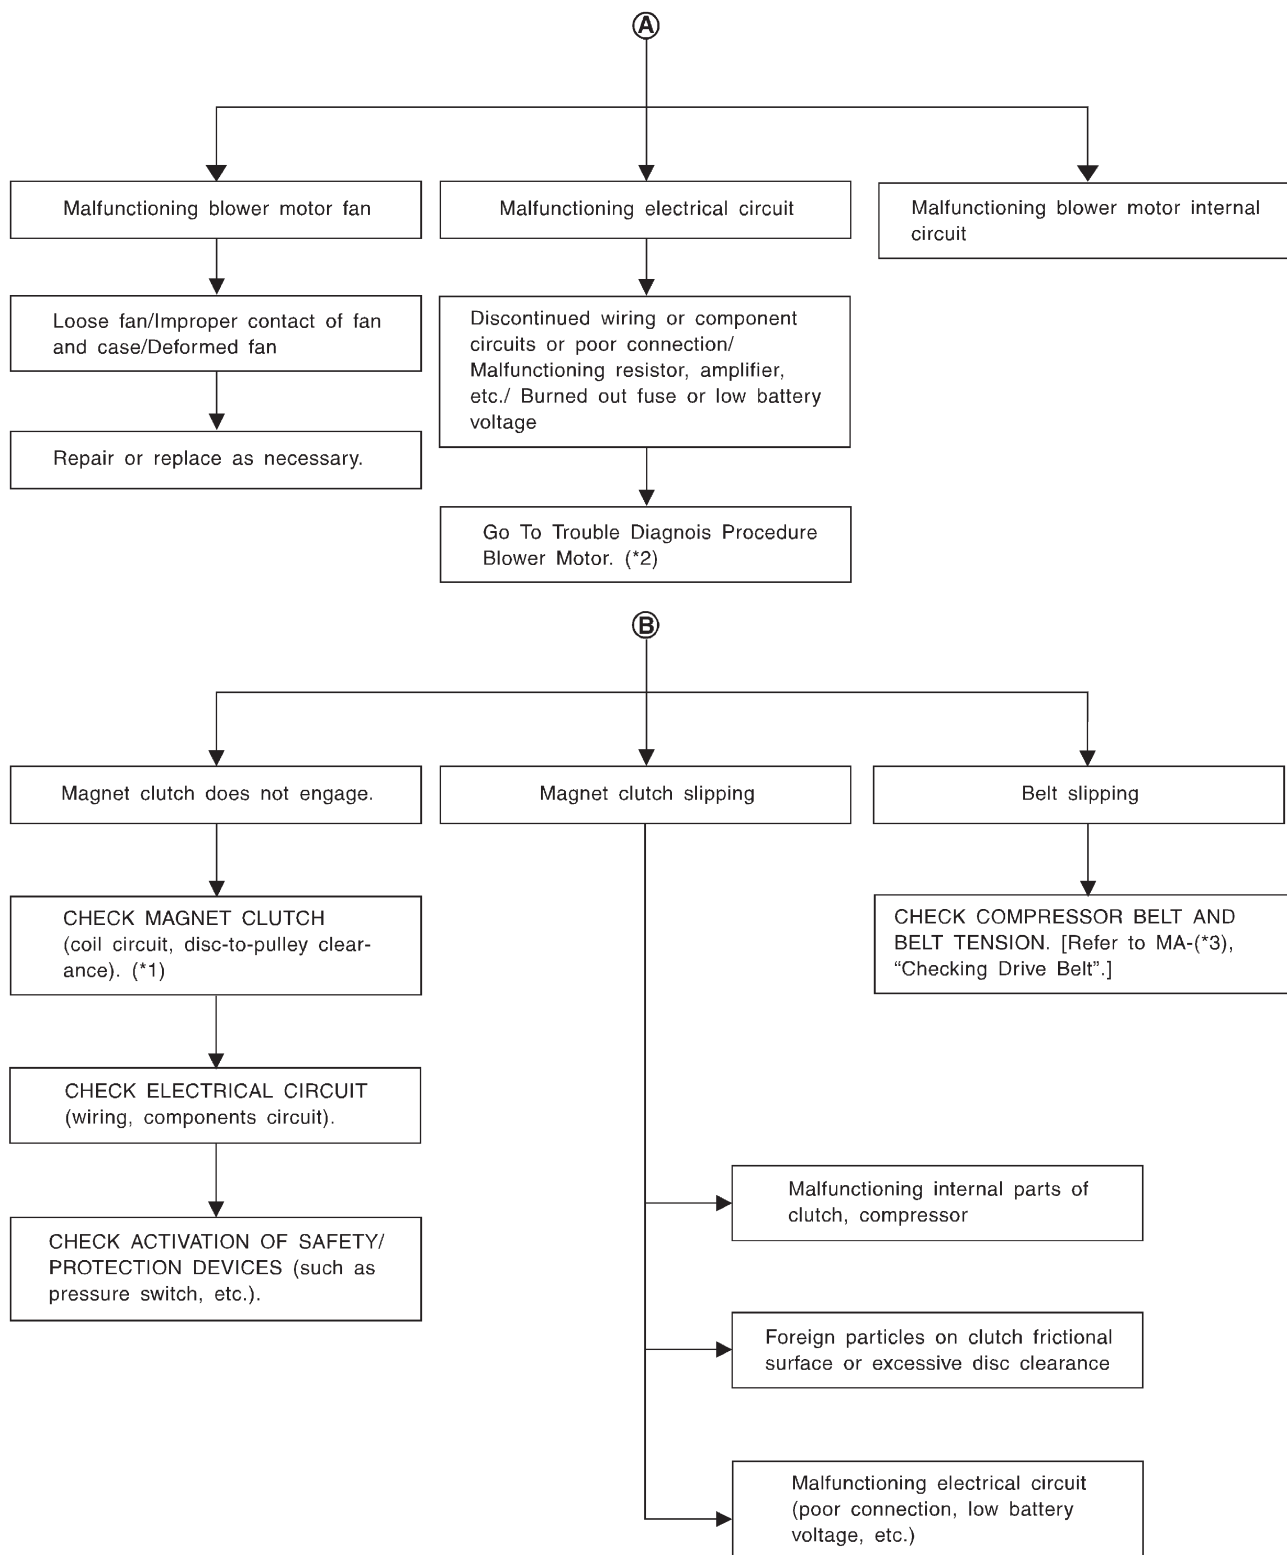 A
Malfunctioning blower motor fan
Malfunctioning electrical circuit
Malfunctioning blower motor internal
circuit
Loose fan/Improper contact of fan
and case/Deformed fan
Discontinued wiring or component
circuits or poor connection/
Malfunctioning resistor, amplifier,
etc./ Burned out fuse or low battery
voltage
Repair or replace as necessary.
Go To Trouble Diagnois Procedure
Blower Motor. (*2)
B
Magnet clutch does not engage.
Magnet clutch slipping
Belt slipping
CHECK MAGNET CLUTCH
(coil circuit, disc-to-pulley clear-
ance). (*1)
CHECK COMPRESSOR BELT AND
BELT TENSION. [Refer to MA-(*3),
“Checking Drive Belt”.]
CHECK ELECTRICAL CIRCUIT
(wiring, components circuit).
CHECK ACTIVATION OF SAFETY/
PROTECTION DEVICES (such as
pressure switch, etc.).
Malfunctioning internal parts of
clutch, compressor
Foreign particles on clutch frictional
surface or excessive disc clearance
Malfunctioning electrical circuit
(poor connection, low battery
voltage, etc.)